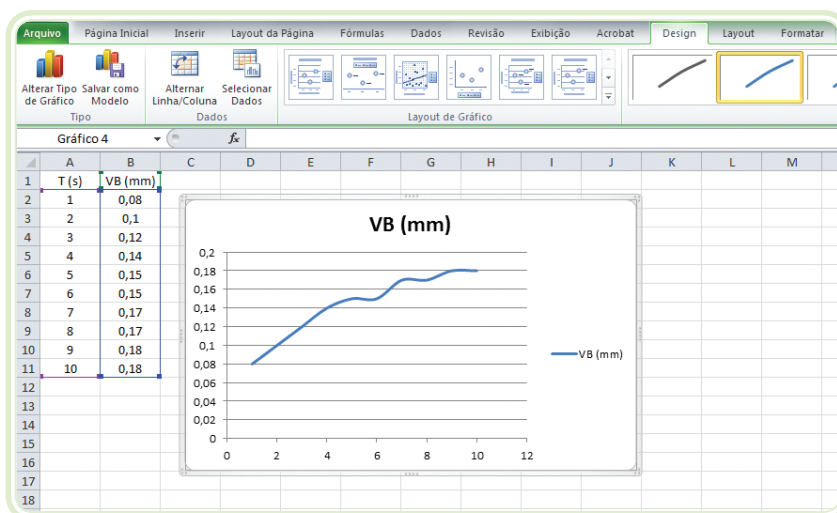 Arquivo Página Inicial Inserir Layout da Página Fórmulas Dados Revisão Exibição Acrobat Design Layout Formatar
Alterar Tipo de Gráfico
Salvar como Modelo
Alternar Linha/Coluna
Selecionar Dados
Tipo Dados Layout de Gráfico
Gráfico 4 fx
A B C D E F G H I J K L M
1 T (s) VB (mm)
2 1 0,08
3 2 0,1
4 3 0,12
5 4 0,14
6 5 0,15
7 6 0,15
8 7 0,17
9 8 0,17
10 9 0,18
11 10 0,18
12
13
14
15
16
17
18
VB (mm)
0,2
0,18
0,16
0,14
0,12
0,1
0,08
0,06
0,04
0,02
0
0 2 4 6 8 10 12
VB (mm)